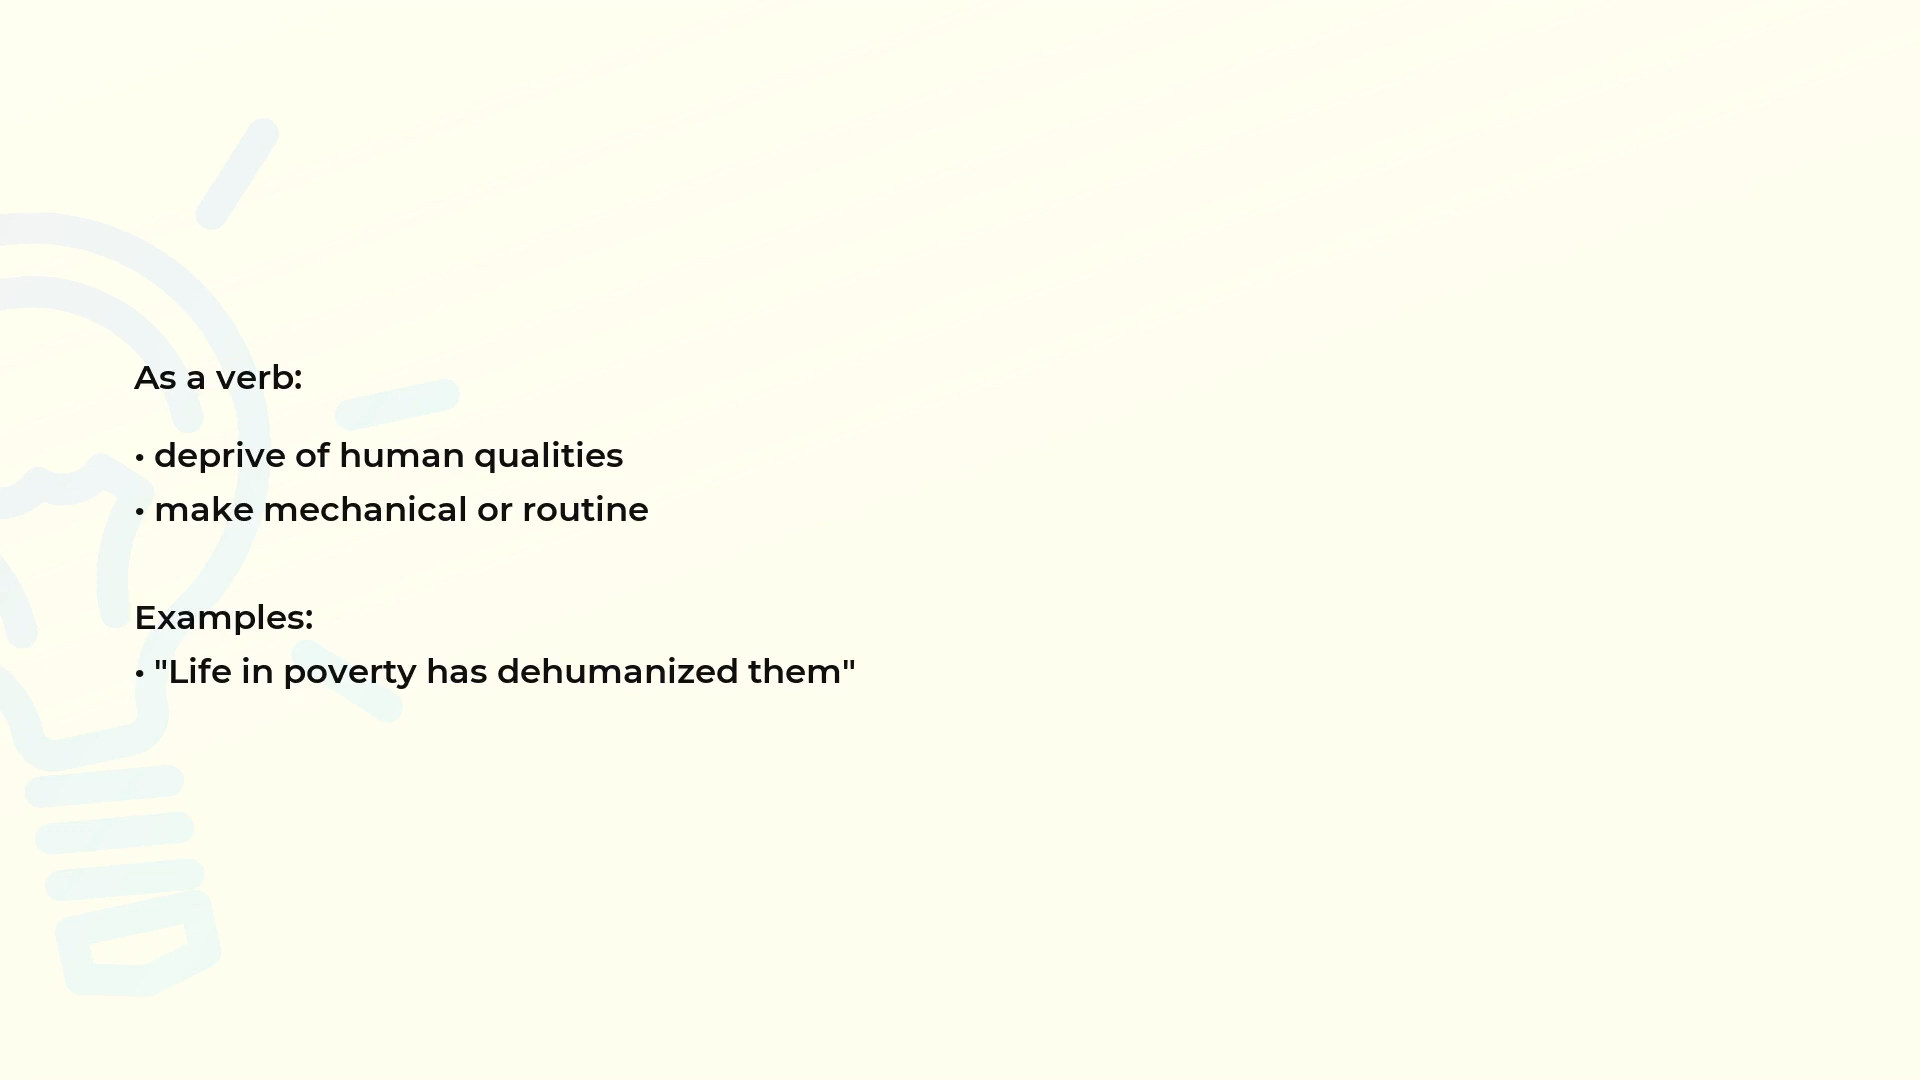 As a verb:
• deprive of human qualities
• make mechanical or routine
Examples:
• "Life in poverty has dehumanized them"